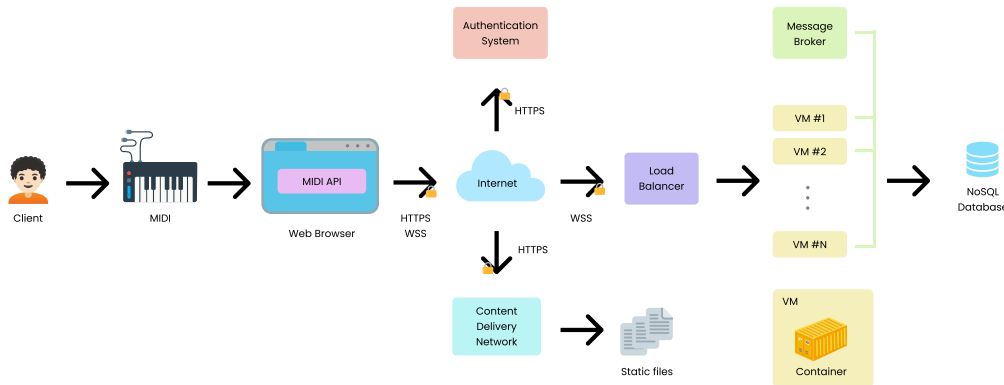 Authentication
System
Message
Broker
HTTPS
VM #1
VM #2
MIDI API
Internet
Load
Balancer
NoSQL
Database
Client
MIDI
HTTPS
WSS
WSS
Web Browser
HTTPS
VM #N
Content
Delivery
Network
VM
Static files
Container